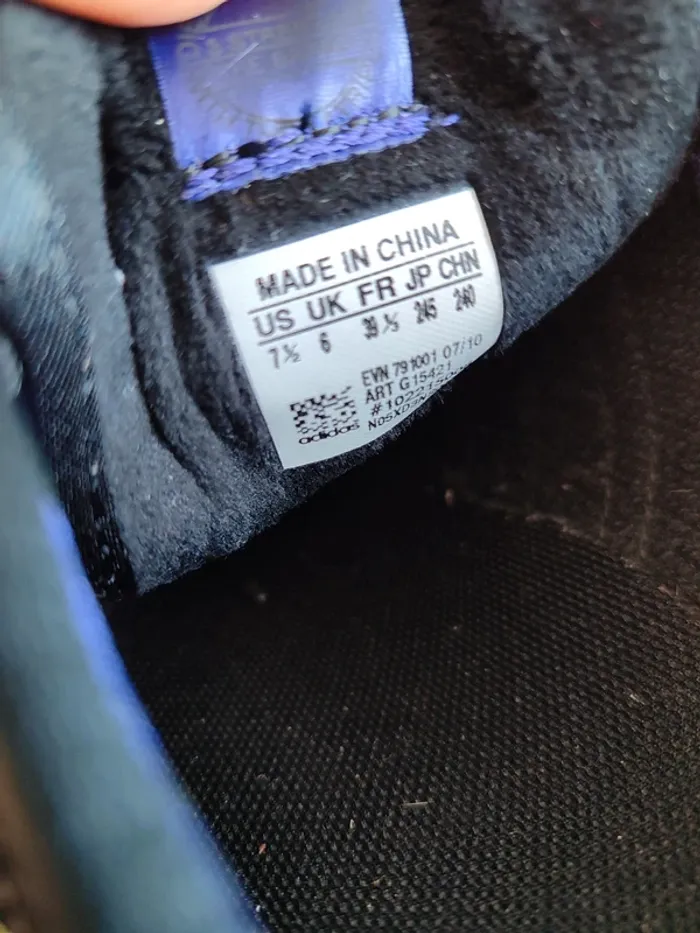 MADE IN CHINA
US UK FR JP CHN
7½ 6 39⅓ 245 240
EVN 791001 07/10
ART G15421
adidas